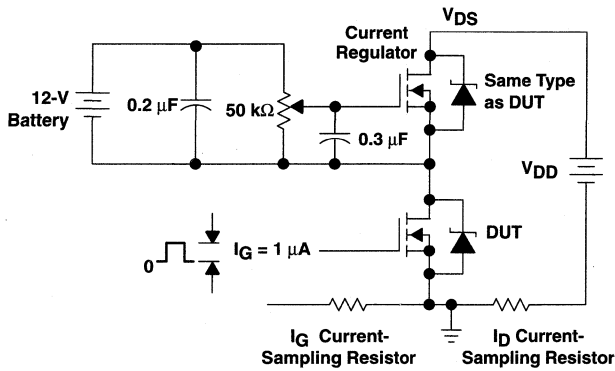 V_DS
Current
Regulator
12-V
Battery
0.2 μF
50 kΩ
0.3 μF
Same Type
as DUT
V_DD
0
I_G = 1 μA
DUT
I_G Current-
Sampling Resistor
I_D Current-
Sampling Resistor